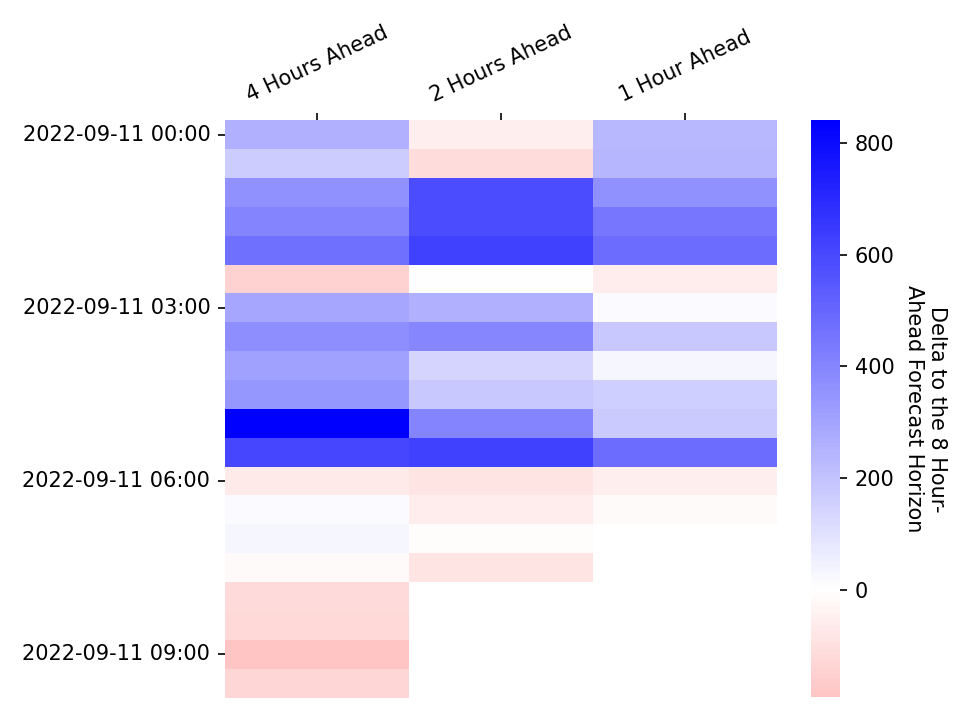 4 Hours Ahead
2 Hours Ahead
1 Hour Ahead
2022-09-11 00:00
2022-09-11 03:00
2022-09-11 06:00
2022-09-11 09:00
800
600
400
200
0
Delta to the 8 Hour-
Ahead Forecast Horizon